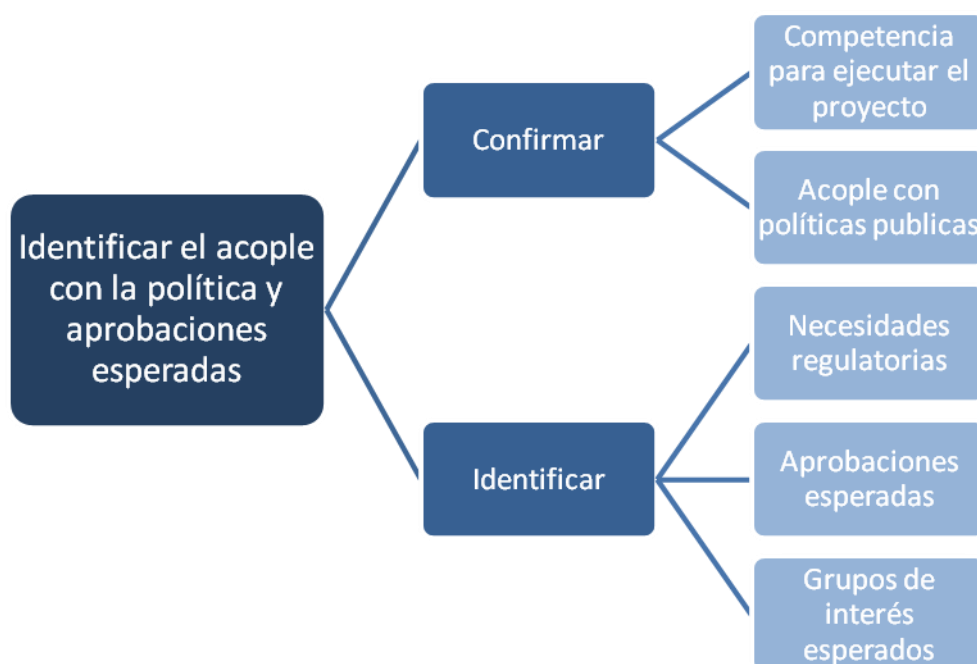 Identificar el acople
con la política y
aprobaciones
esperadas
Confirmar
Competencia
para ejecutar el
proyecto
Acople con
políticas publicas
Identificar
Necesidades
regulatorias
Aprobaciones
esperadas
Grupos de
interés
esperados